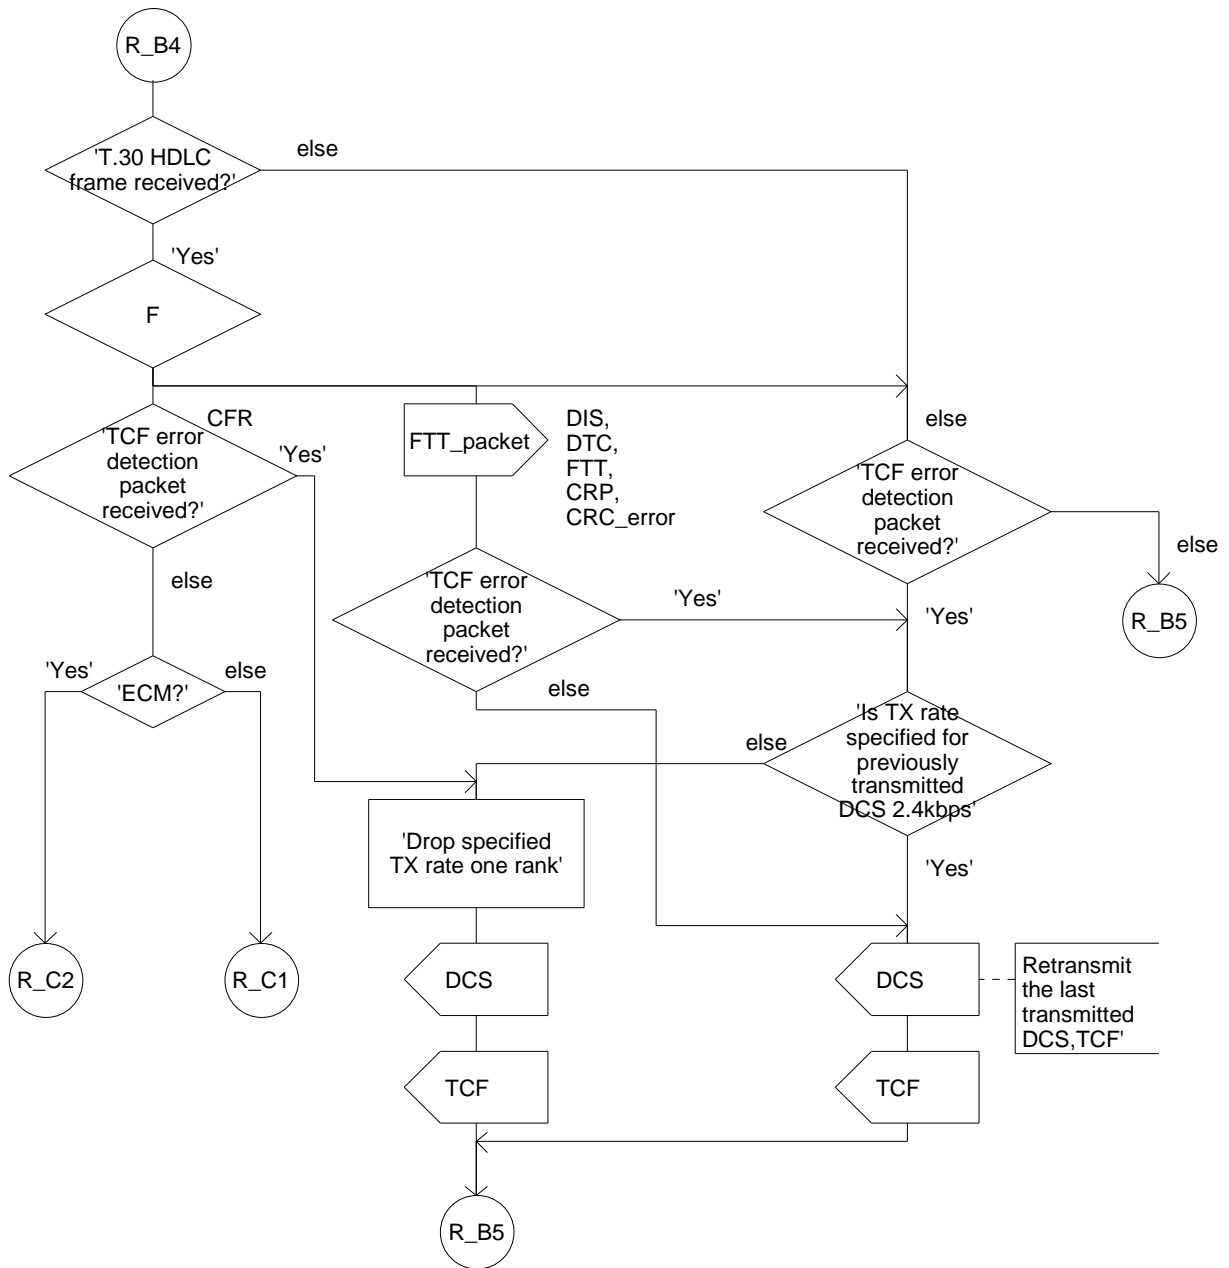 R_B4
'T.30 HDLC
frame received?'
else
'Yes'
F
CFR
'TCF error
detection
packet
received?'
'Yes'
else
FTT_packet
DIS,
DTC,
FTT,
CRP,
CRC_error
else
'TCF error
detection
packet
received?'
else
R_B5
'Yes'
'TCF error
detection
packet
received?'
'Yes'
else
'Yes'
'ECM?'
else
'Is TX rate
specified for
previously
transmitted
DCS 2.4kbps'
else
'Yes'
'Drop specified
TX rate one rank'
R_C2
R_C1
DCS
DCS
Retransmit
the last
transmitted
DCS,TCF'
TCF
TCF
R_B5